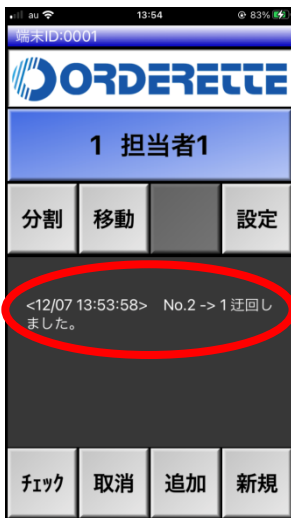 au 13:54 83%
端末ID:0001
ORDERETTE
1 担当者1
分割 移動 設定
<12/07 13:53:58> No.2 -> 1 迂回し
ました。
ﾁｪｯｸ 取消 追加 新規